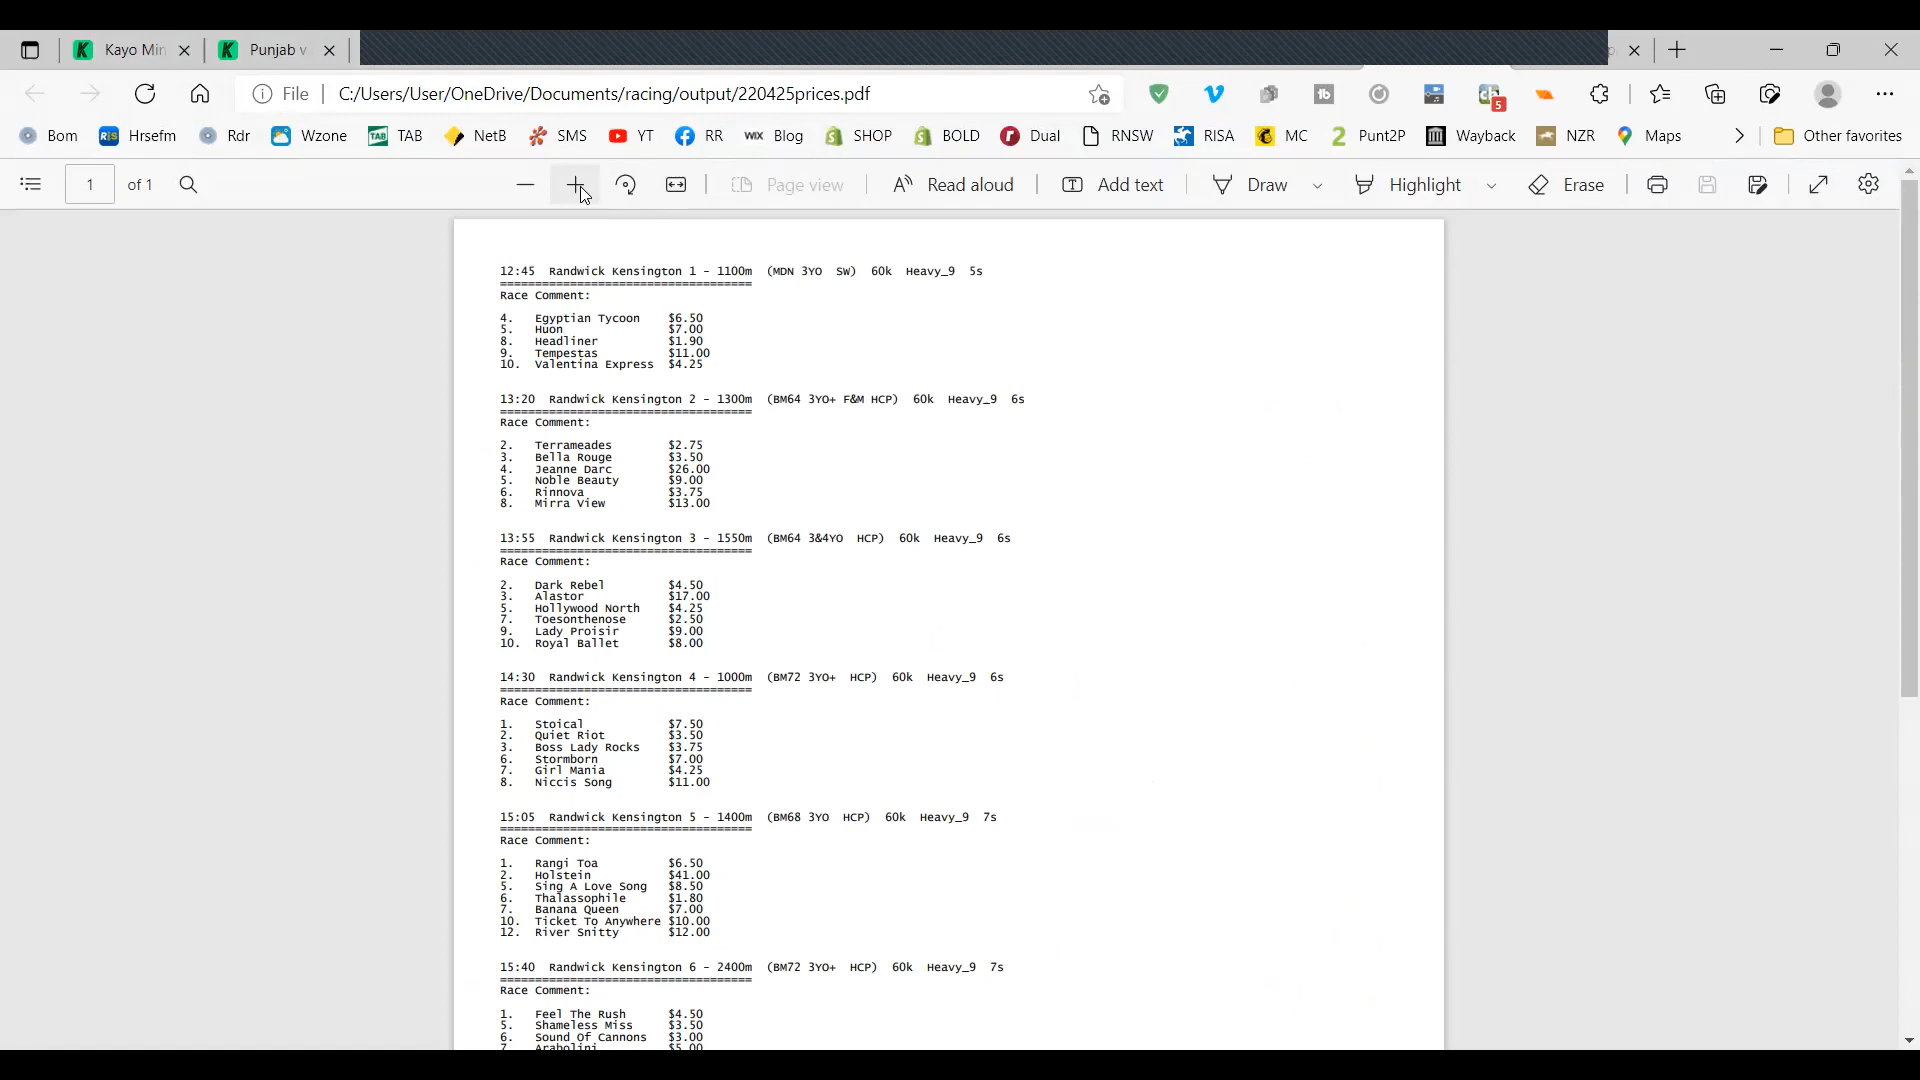 Kayo Min
Punjab v
File C:/Users/User/OneDrive/Documents/racing/output/220425prices.pdf
5
Bom Hrsefm Rdr Wzone TAB NetB SMS YT RR WIX Blog SHOP BOLD Dual RNSW RISA MC Punt2P Wayback NZR Maps Other favorites
1 of 1 Page view Read aloud Add text Draw Highlight Erase
12:45 Randwick Kensington 1 - 1100m (MDN 3YO SW) 60k Heavy_9 5s
====================================
Race Comment:
4. Egyptian Tycoon $6.50
5. Huon $7.00
8. Headliner $1.90
9. Tempestas $11.00
10. Valentina Express $4.25
13:20 Randwick Kensington 2 - 1300m (BM64 3YO+ F&M HCP) 60k Heavy_9 6s
====================================
Race Comment:
2. Terrameades $2.75
3. Bella Rouge $3.50
4. Jeanne Darc $26.00
5. Noble Beauty $9.00
6. Rinnova $3.75
8. Mirra View $13.00
13:55 Randwick Kensington 3 - 1550m (BM64 3&4YO HCP) 60k Heavy_9 6s
====================================
Race Comment:
2. Dark Rebel $4.50
3. Alastor $17.00
5. Hollywood North $4.25
7. Toesonthenose $2.50
9. Lady Proisir $9.00
10. Royal Ballet $8.00
14:30 Randwick Kensington 4 - 1000m (BM72 3YO+ HCP) 60k Heavy_9 6s
====================================
Race Comment:
1. Stoical $7.50
2. Quiet Riot $3.50
3. Boss Lady Rocks $3.75
6. Stormborn $7.00
7. Girl Mania $4.25
8. Niccis Song $11.00
15:05 Randwick Kensington 5 - 1400m (BM68 3YO HCP) 60k Heavy_9 7s
====================================
Race Comment:
1. Rangi Toa $6.50
2. Holstein $41.00
5. Sing A Love Song $8.50
6. Thalassophile $1.80
7. Banana Queen $7.00
10. Ticket To Anywhere $10.00
12. River Snitty $12.00
15:40 Randwick Kensington 6 - 2400m (BM72 3YO+ HCP) 60k Heavy_9 7s
====================================
Race Comment:
1. Feel The Rush $4.50
5. Shameless Miss $3.50
6. Sound Of Cannons $3.00
7. Arabolini $5.00